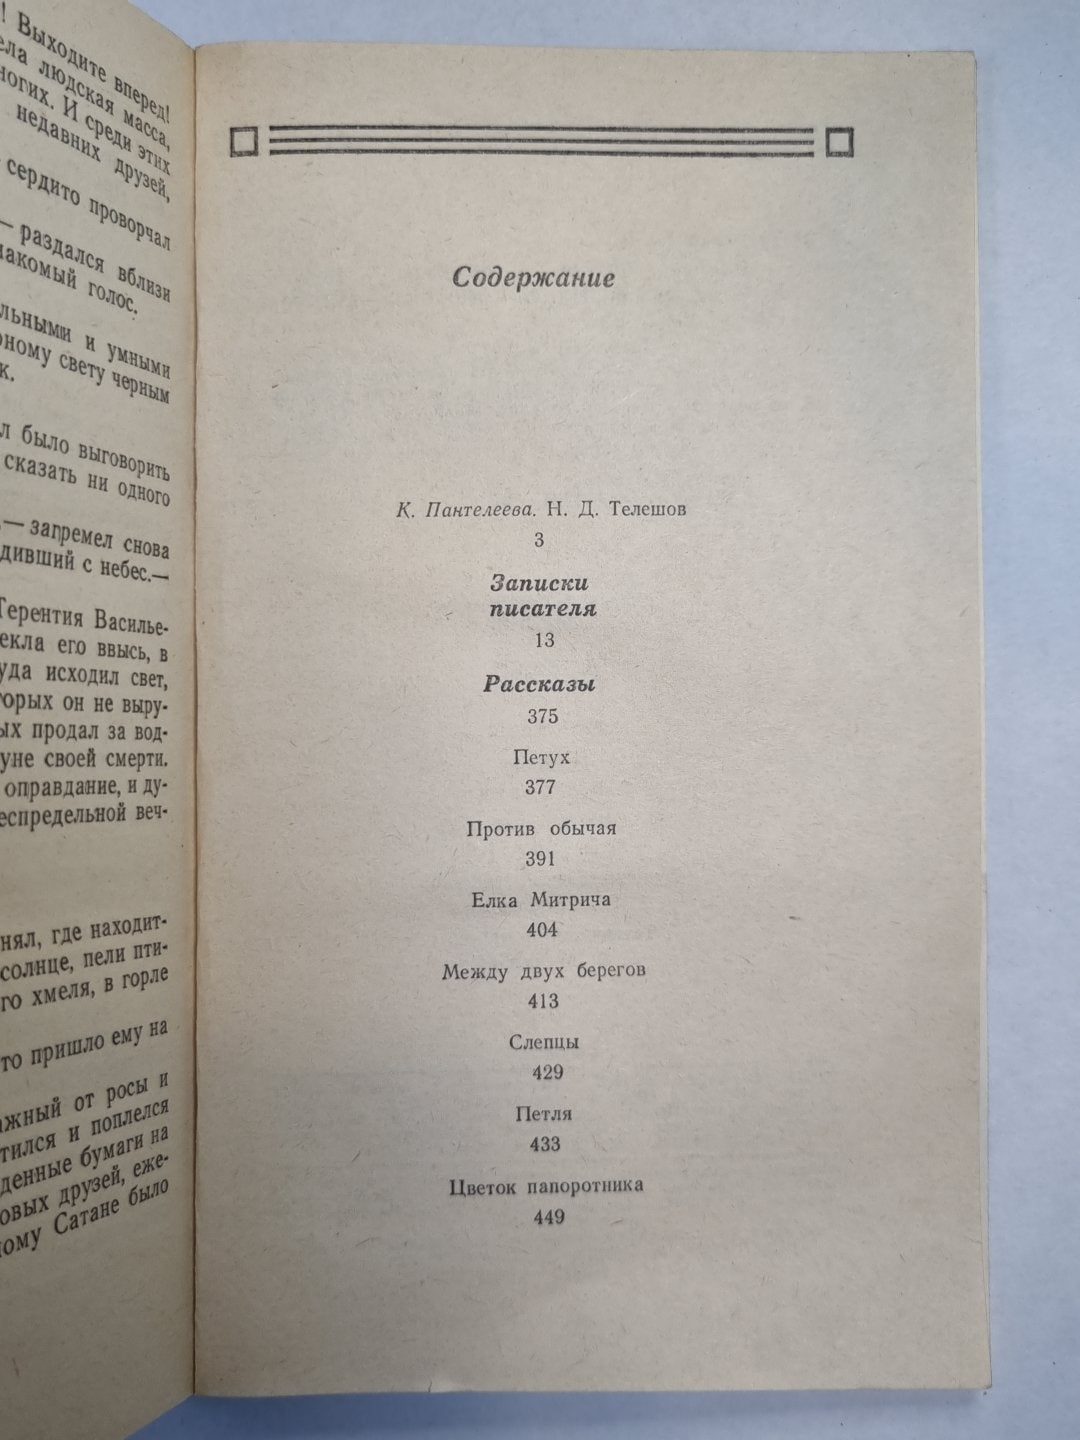 ! Выходите вперед!
ела людская масса,
ногих. И среди этих
недавних друзей,
сердито проворчал
— раздался вблизи
накомый голос.
льными и умными
ному свету черным
к.
л было выговорить
сказать ни одного
— загремел снова
дивший с небес.—
Терентия Василье-
екла его ввысь, в
уда исходил свет,
торых он не выру-
ых продал за вод-
уне своей смерти.
оправдание, и ду-
еспредельной веч-
нял, где находит-
солнце, пели пти-
го хмеля, в горле
то пришло ему на
ажный от росы и
тился и поплелся
денные бумаги на
овых друзей, еже-
ному Сатане было
Содержание
К. Пантелеева. Н. Д. Телешов
3
Записки
писателя
13
Рассказы
375
Петух
377
Против обычая
391
Елка Митрича
404
Между двух берегов
413
Слепцы
429
Петля
433
Цветок папоротника
449